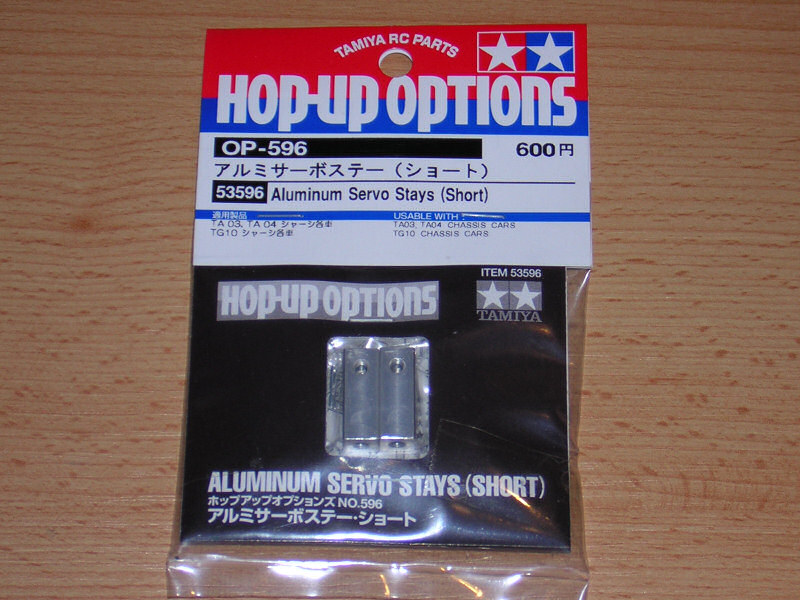 TAMIYA RC PARTS
HOP-UP OPTIONS
OP-596
600円
アルミサーボステー(ショート)
53596 Aluminum Servo Stays (Short)
適用製品
TA 03, TA 04 シャーシ各車
TG10 シャーシ各車
USABLE WITH
TA03, TA04 CHASSIS CARS
TG10 CHASSIS CARS
ITEM 53596
HOP-UP OPTIONS
TAMIYA
ALUMINUM SERVO STAYS (SHORT)
ホップアップオプションズ NO.596
アルミサーボステー・ショート